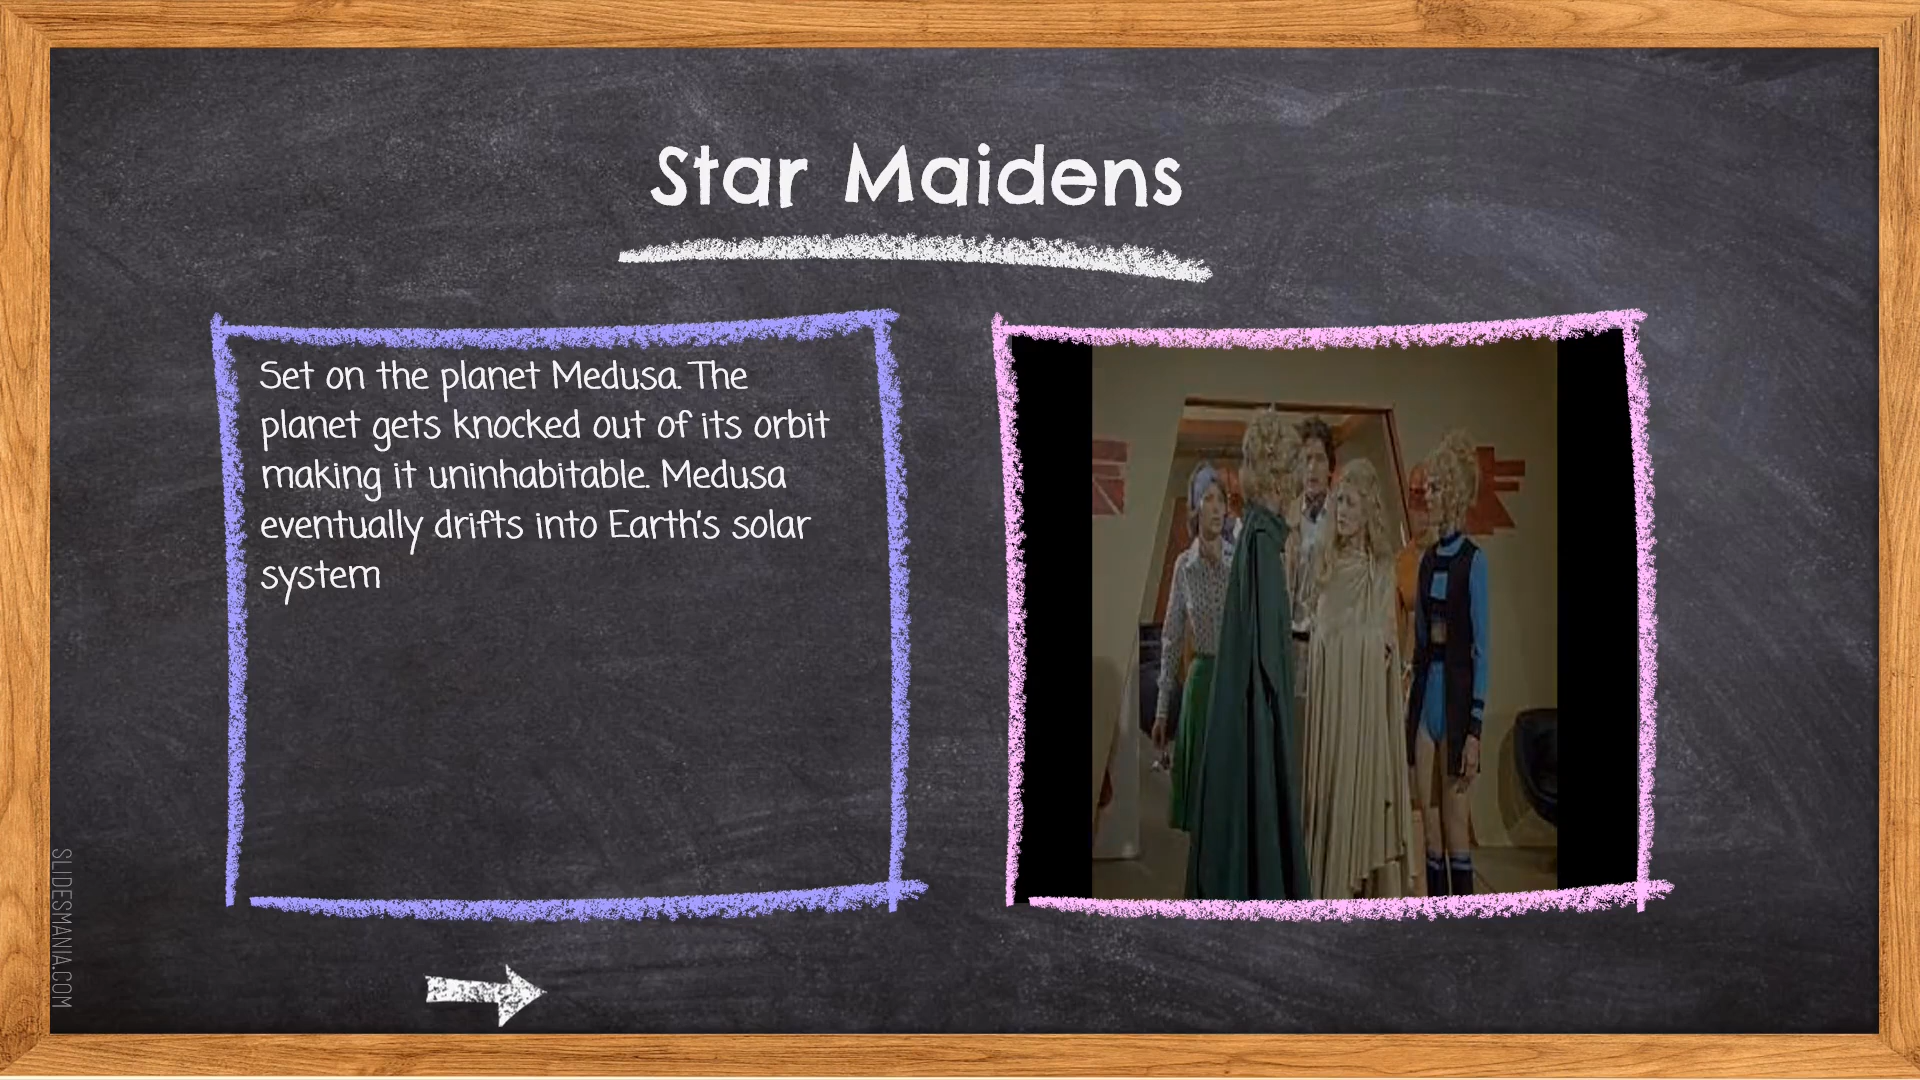 Star Maidens
Set on the planet Medusa. The
planet gets knocked out of its orbit
making it uninhabitable. Medusa
eventually drifts into Earth's solar
system
SLIDESMANIA.COM